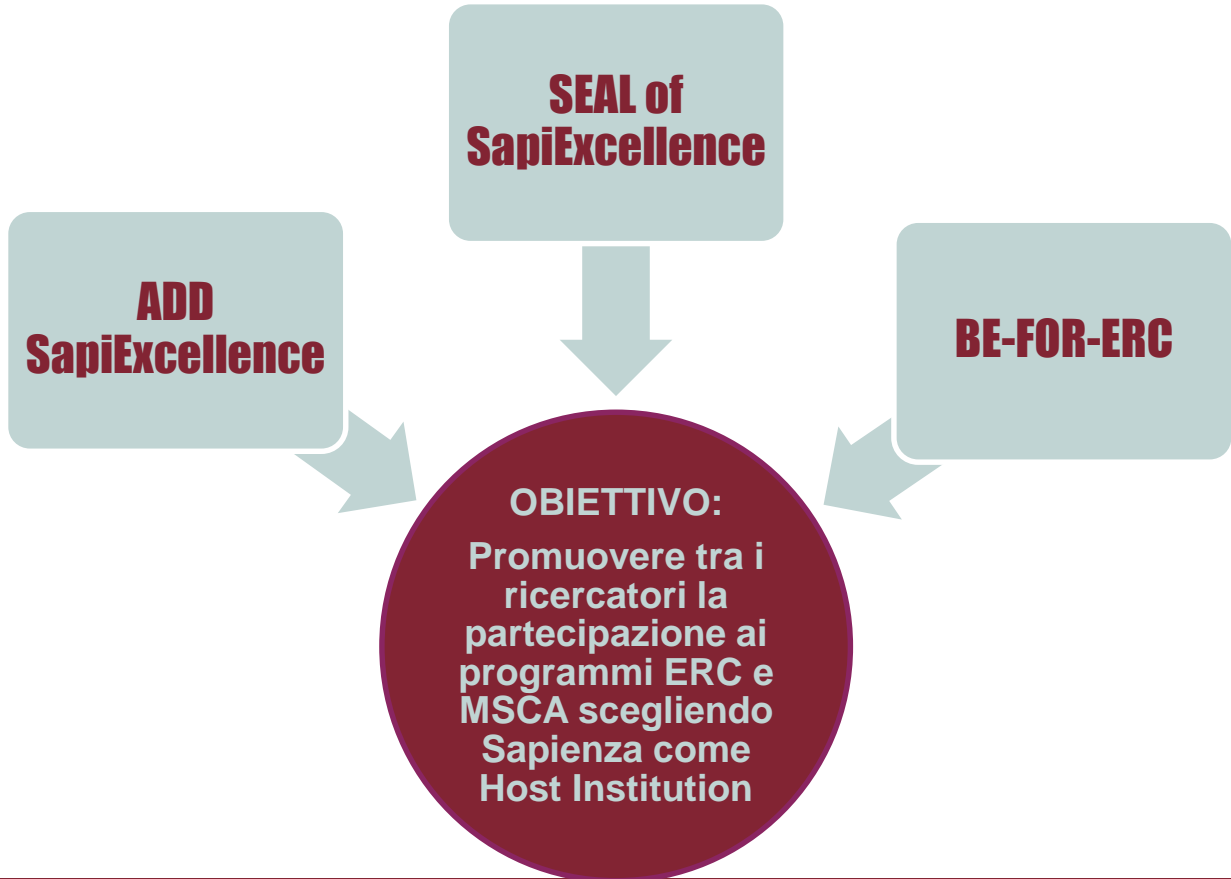 SEAL of
SapiExcellence
ADD
SapiExcellence
BE-FOR-ERC
OBIETTIVO:
Promuovere tra i
ricercatori la
partecipazione ai
programmi ERC e
MSCA scegliendo
Sapienza come
Host Institution